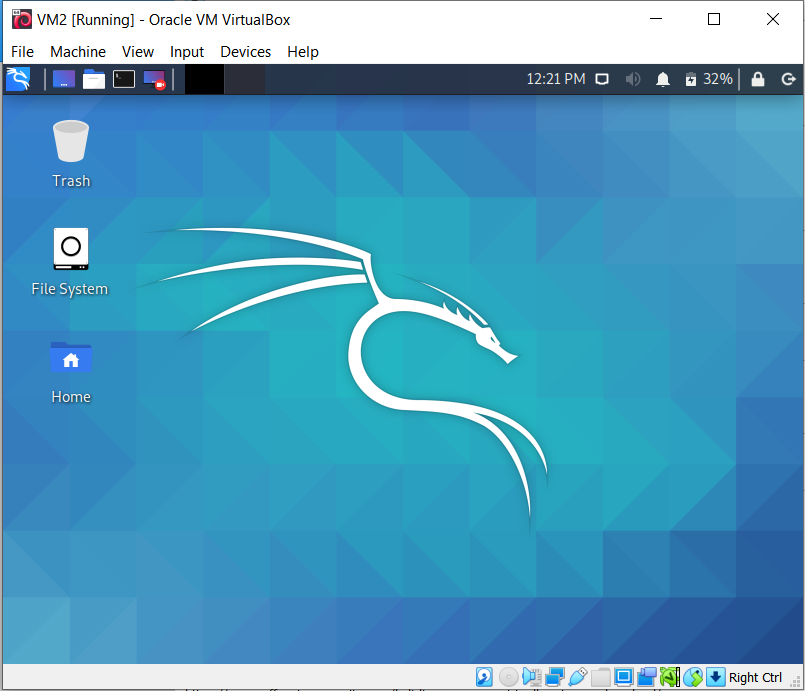 VM2 [Running] - Oracle VM VirtualBox
File Machine View Input Devices Help
12:21 PM 32%
Trash
File System
Home
Right Ctrl